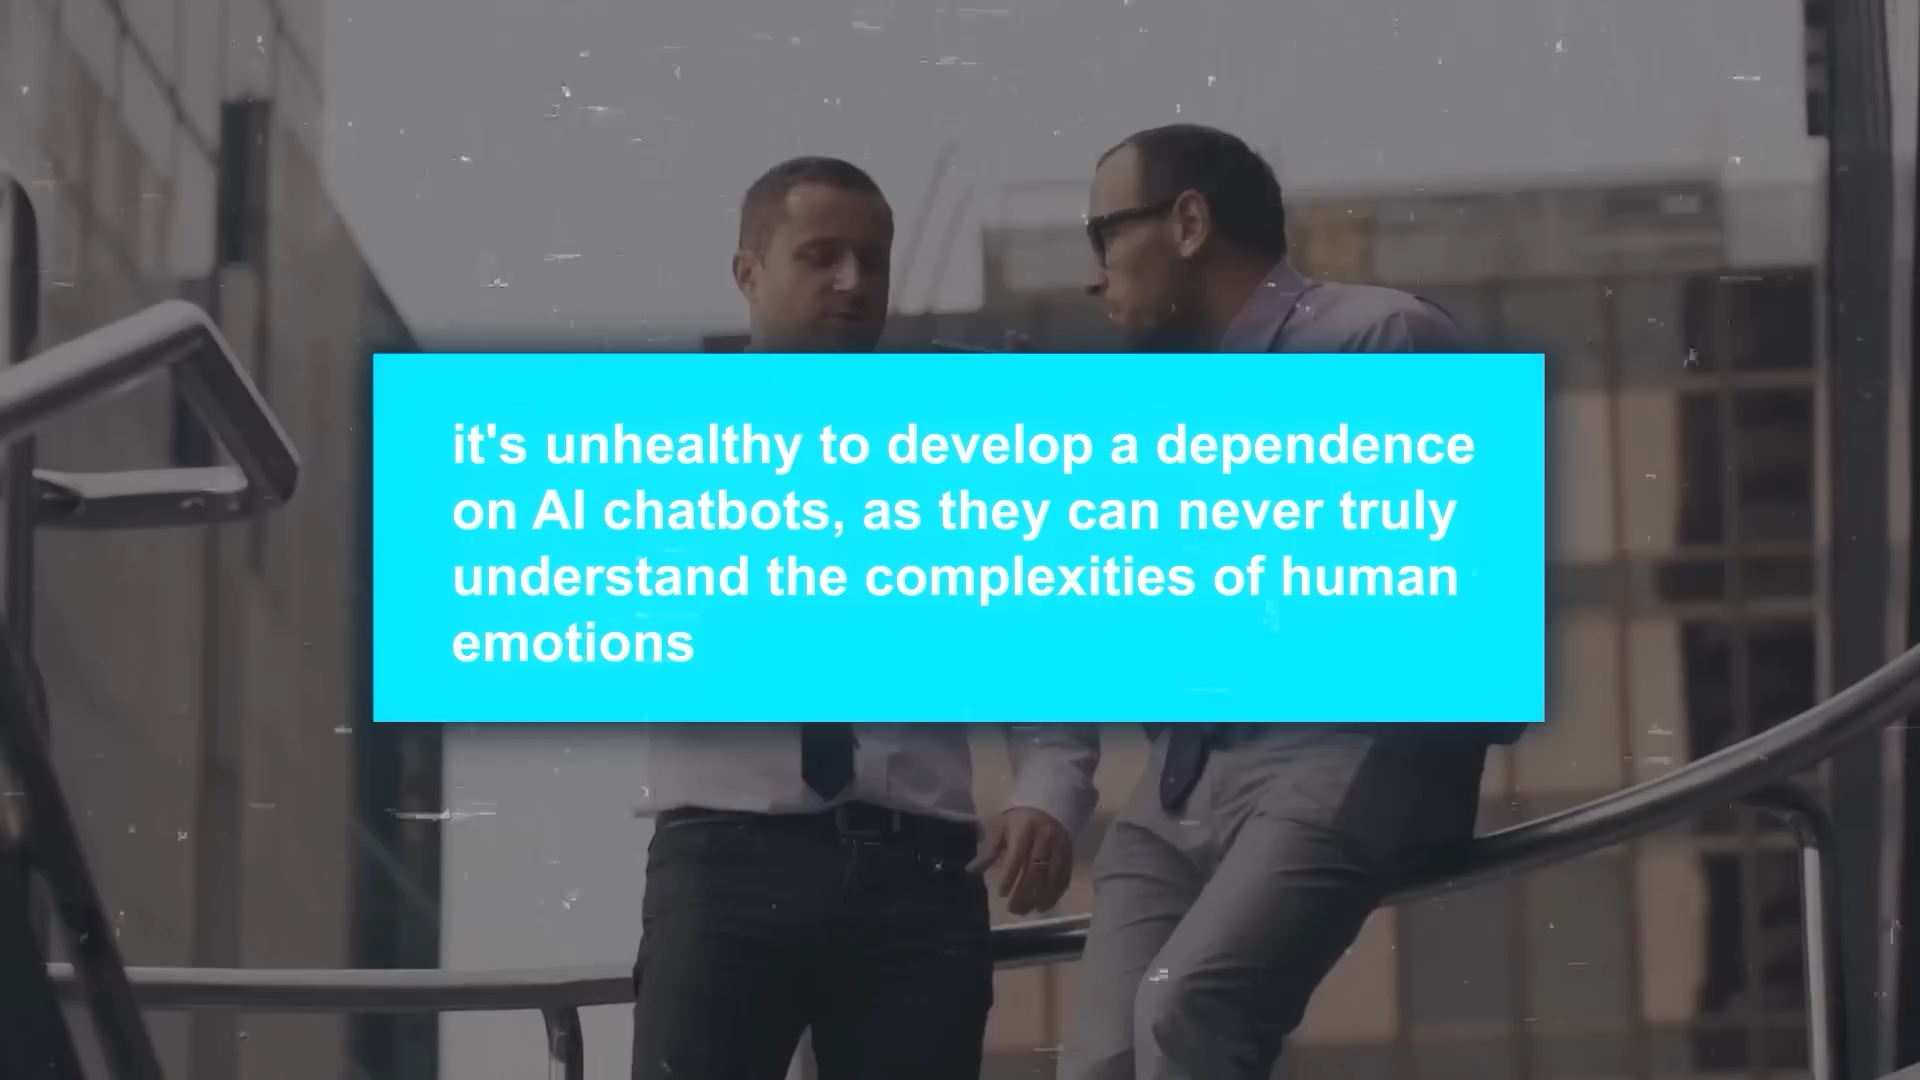 it's unhealthy to develop a dependence
on AI chatbots, as they can never truly
understand the complexities of human
emotions